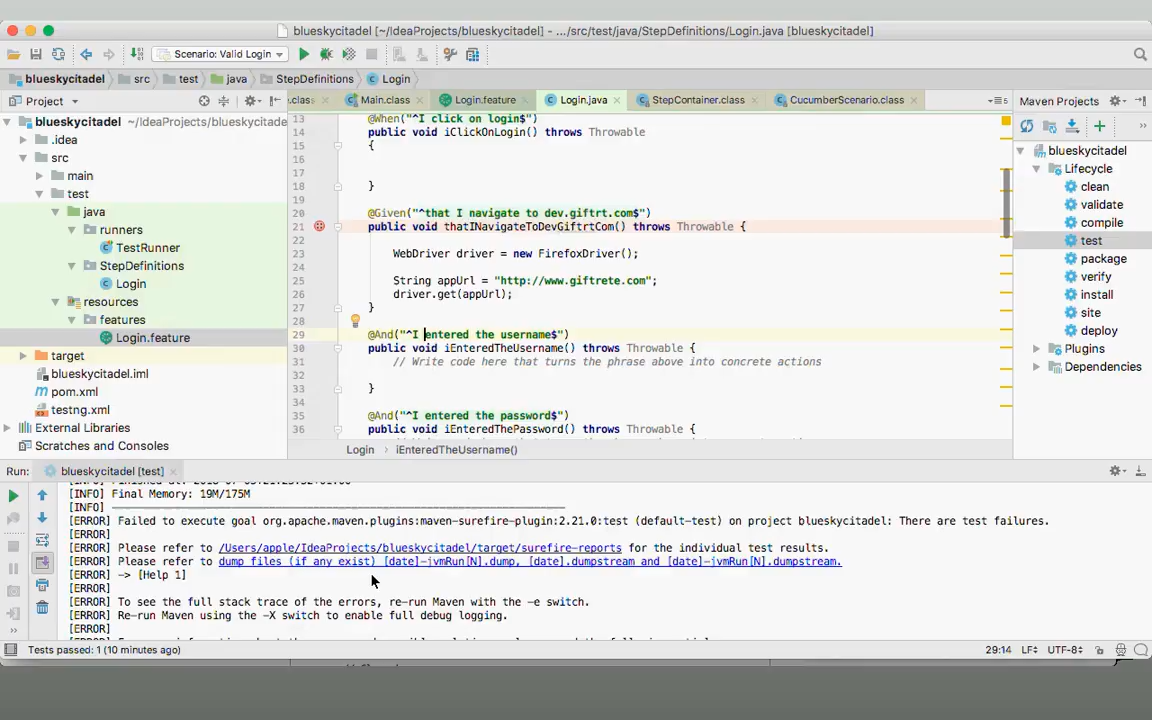 blueskycitadel [~/IdeaProjects/blueskycitadel] - .../src/test/java/StepDefinitions/Login.java [blueskycitadel]
Scenario: Valid Login
blueskycitadel src test java StepDefinitions Login
Project
.class Main.class Login.feature Login.java StepContainer.class CucumberScenario.class
Maven Projects
blueskycitadel ~/IdeaProjects/blueskycitade
.idea
src
main
test
java
runners
TestRunner
StepDefinitions
Login
resources
features
Login.feature
target
blueskycitadel.iml
pom.xml
testng.xml
External Libraries
Scratches and Consoles
13 @When("^I click on login$")
14 public void iClickOnLogin() throws Throwable
15 {
16
17
18 }
19
20 @Given("^that I navigate to dev.giftrt.com$")
21 public void thatINavigateToDevGiftrtCom() throws Throwable {
22
23 WebDriver driver = new FirefoxDriver();
24
25 String appUrl = "http://www.giftrete.com";
26 driver.get(appUrl);
27 }
28
29 @And("^I entered the username$")
30 public void iEnteredTheUsername() throws Throwable {
31 // Write code here that turns the phrase above into concrete actions
32
33 }
34
35 @And("^I entered the password$")
36 public void iEnteredThePassword() throws Throwable {
Login iEnteredTheUsername()
blueskycitadel
Lifecycle
clean
validate
compile
test
package
verify
install
site
deploy
Plugins
Dependencies
Run: blueskycitadel [test]
[INFO] Final Memory: 19M/175M
[INFO] ------------------------------------------------------------------------
[ERROR] Failed to execute goal org.apache.maven.plugins:maven-surefire-plugin:2.21.0:test (default-test) on project blueskycitadel: There are test failures.
[ERROR]
[ERROR] Please refer to /Users/apple/IdeaProjects/blueskycitadel/target/surefire-reports for the individual test results.
[ERROR] Please refer to dump files (if any exist) [date]-jvmRun[N].dump, [date].dumpstream and [date]-jvmRun[N].dumpstream.
[ERROR] -> [Help 1]
[ERROR]
[ERROR] To see the full stack trace of the errors, re-run Maven with the -e switch.
[ERROR] Re-run Maven using the -X switch to enable full debug logging.
[ERROR]
Tests passed: 1 (10 minutes ago)
29:14 LF UTF-8